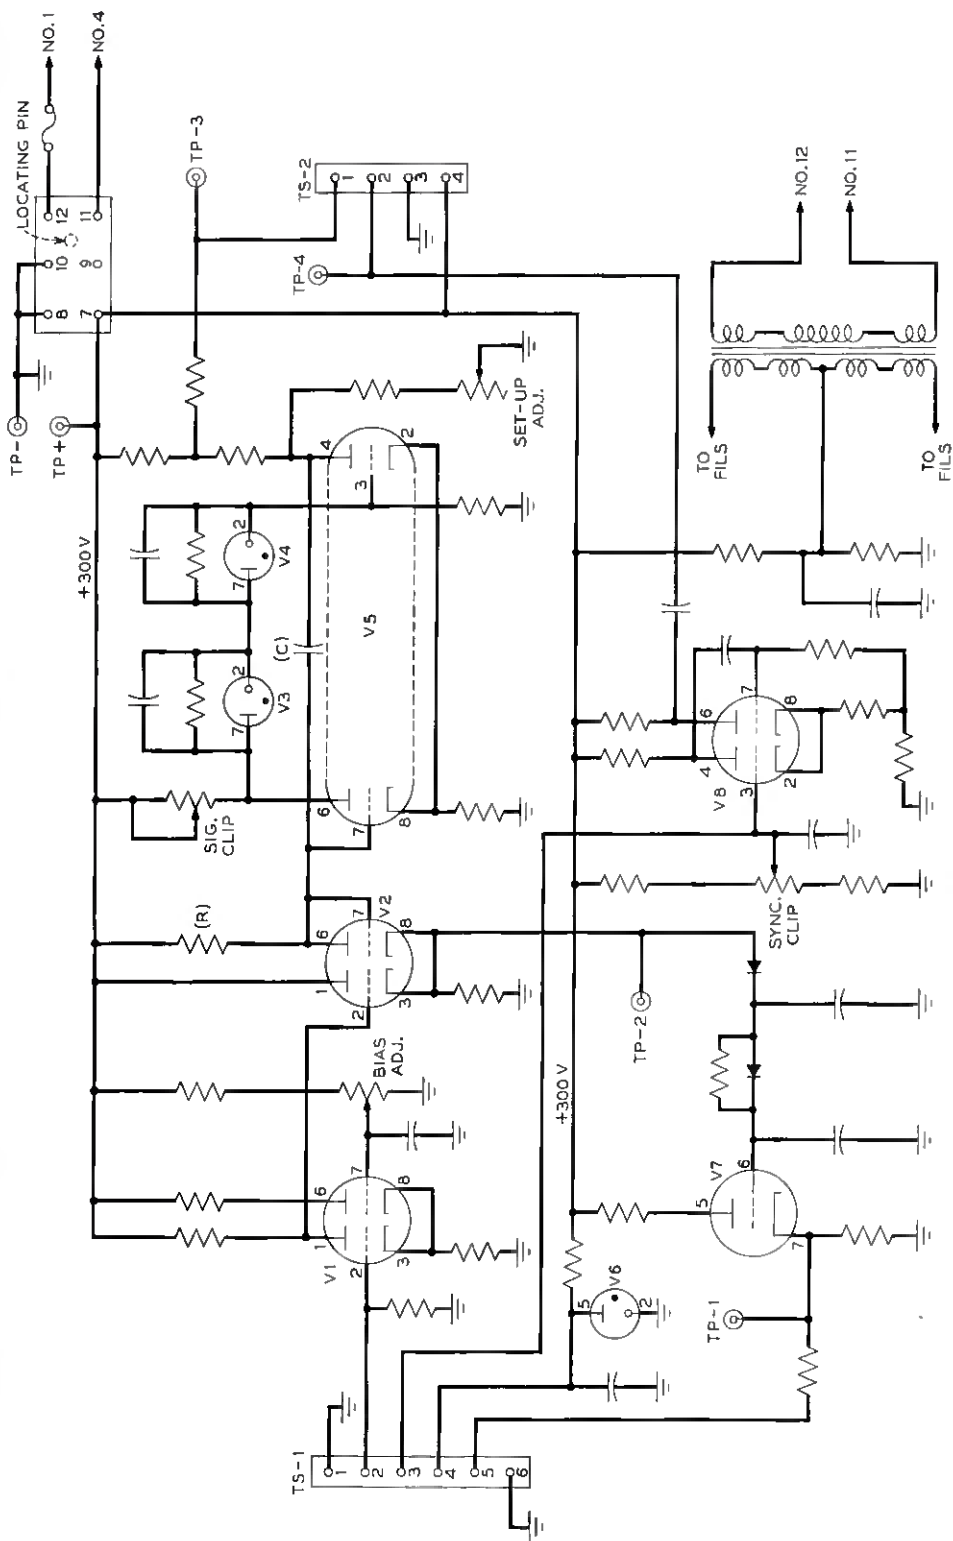 TS-1
1
2
3
4
5
6
V1
2
1
6
7
3
8
BIAS
ADJ.
(R)
V2
2
1
6
7
3
8
SIG.
CLIP
+300V
7
2
V3
7
2
V4
(C)
6
7
8
V5
4
3
2
SET-UP
ADJ.
TP-
TP+
8
10
12
7
9
11
LOCATING PIN
NO.1
NO.4
TP-3
TS-2
1
2
3
4
TP-4
V6
5
2
TP-1
V7
5
6
7
+300V
TP-2
SYNC.
CLIP
V8
3
4
6
7
2
8
TO
FILS
TO
FILS
NO.12
NO.11